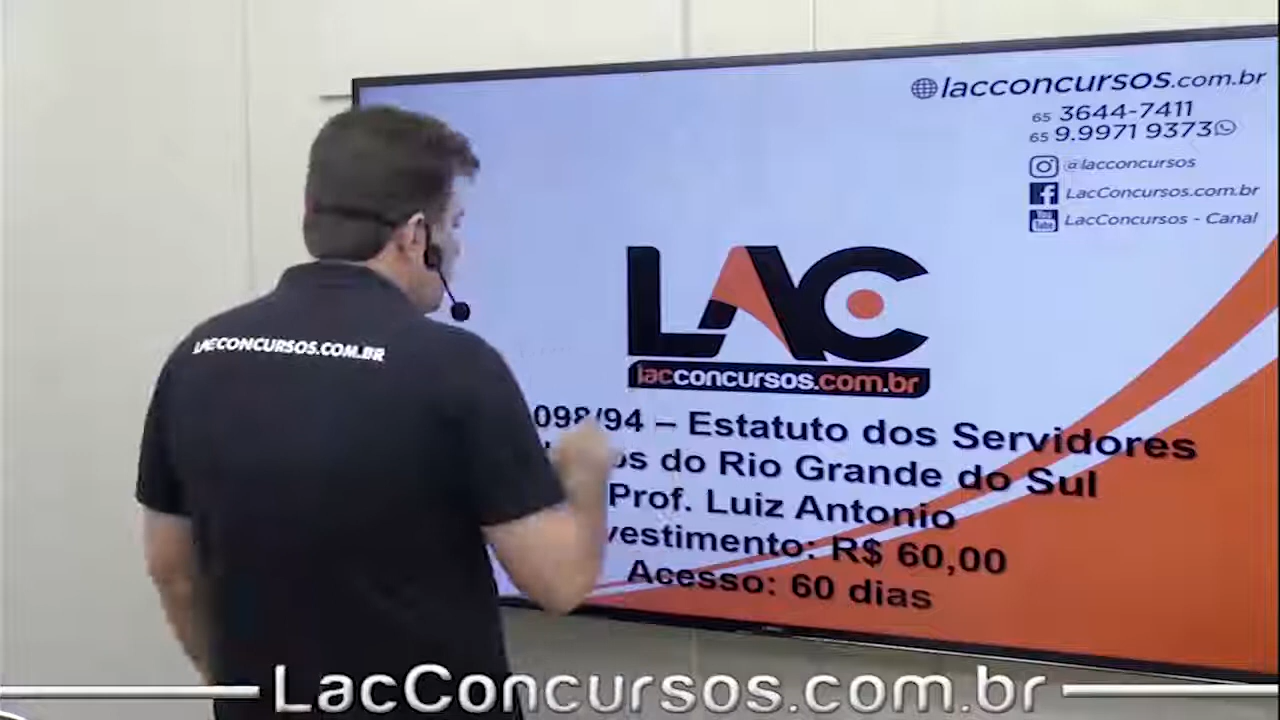 lacconcursos.com.br
65 3644-7411
65 9.9971 9373
@lacconcursos
LacConcursos.com.br
You Tube LacConcursos - Canal
LAC
lacconcursos.com.br
LACCONCURSOS.COM.BR
098/94 – Estatuto dos Servidores
do Rio Grande do Sul
Prof. Luiz Antonio
vestimento: R$ 60,00
Acesso: 60 dias
LacConcursos.com.br